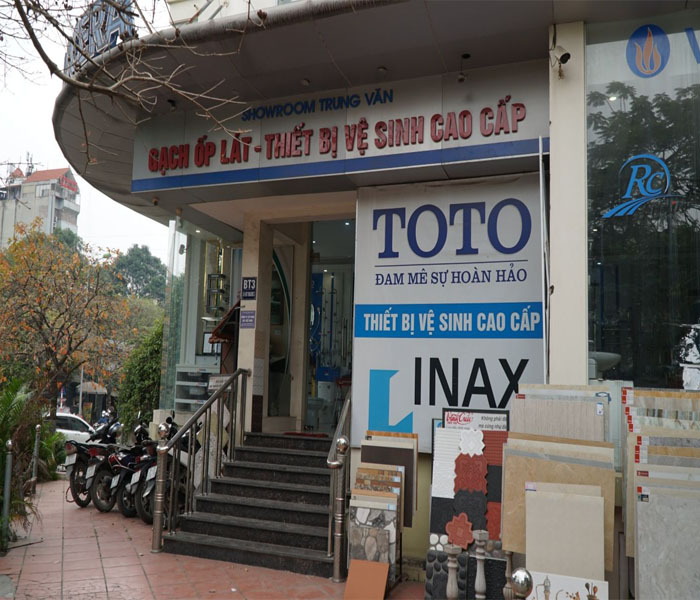 SHOWROOM TRUNG VĂN
GẠCH ỐP LÁT - THIẾT BỊ VỆ SINH CAO CẤP
TOTO
ĐAM MÊ SỰ HOÀN HẢO
THIẾT BỊ VỆ SINH CAO CẤP
INAX
BT3
V
RC